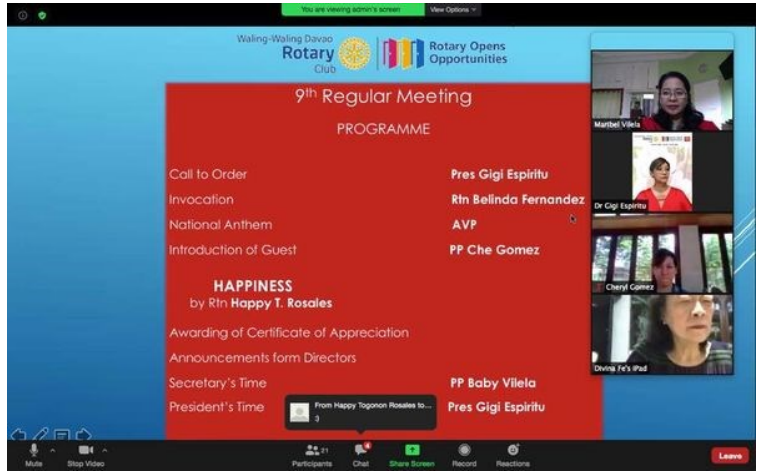 You are viewing admin's screen View Options
Waling-Waling Davao
Rotary
Club
Rotary Opens
Opportunities
9th Regular Meeting
PROGRAMME
Call to Order Pres Gigi Espiritu
Invocation Rtn Belinda Fernandez
National Anthem AVP
Introduction of Guest PP Che Gomez
HAPPINESS
by Rtn Happy T. Rosales
Awarding of Certificate of Appreciation
Announcements form Directors
Secretary's Time PP Baby Vilela
President's Time Pres Gigi Espiritu
Maribel Vilela
Dr Gigi Espiritu
Cheryl Gomez
Divina Fe's iPad
From Happy Togonon Rosales to...
:)
Mute
Stop Video
21
Participants
4
Chat
Share Screen
Record
Reactions
Leave